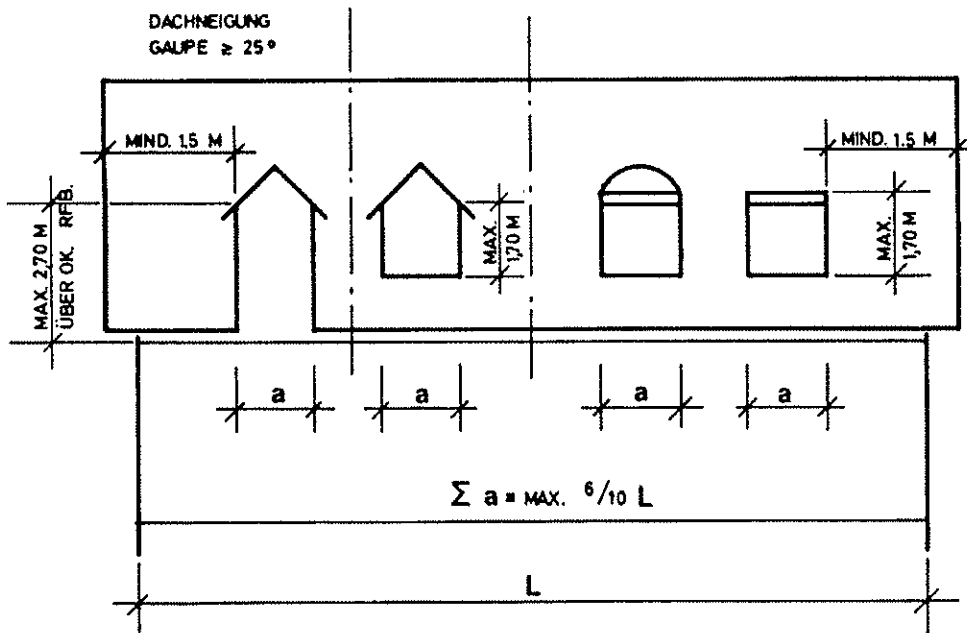 DACHNEIGUNG
GAUPE ≥ 25°
MIND. 1,5 M
MIND. 1.5 M
MAX. 2,70 M
ÜBER OK. RFB.
MAX.
1,70 M
MAX.
1,70 M
a
a
a
a
Σ a = MAX. 6/10 L
L